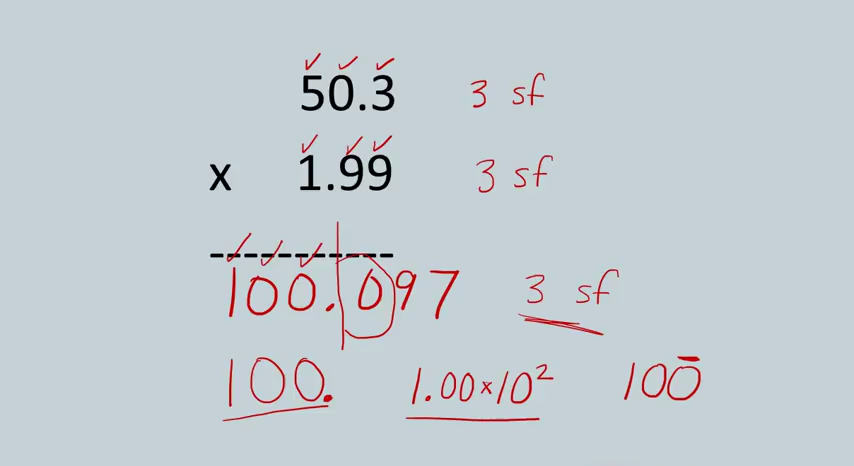 50.3 3 sf
x 1.99 3 sf
-----------
100.097 3 sf
100. 1.00×10² 100̅